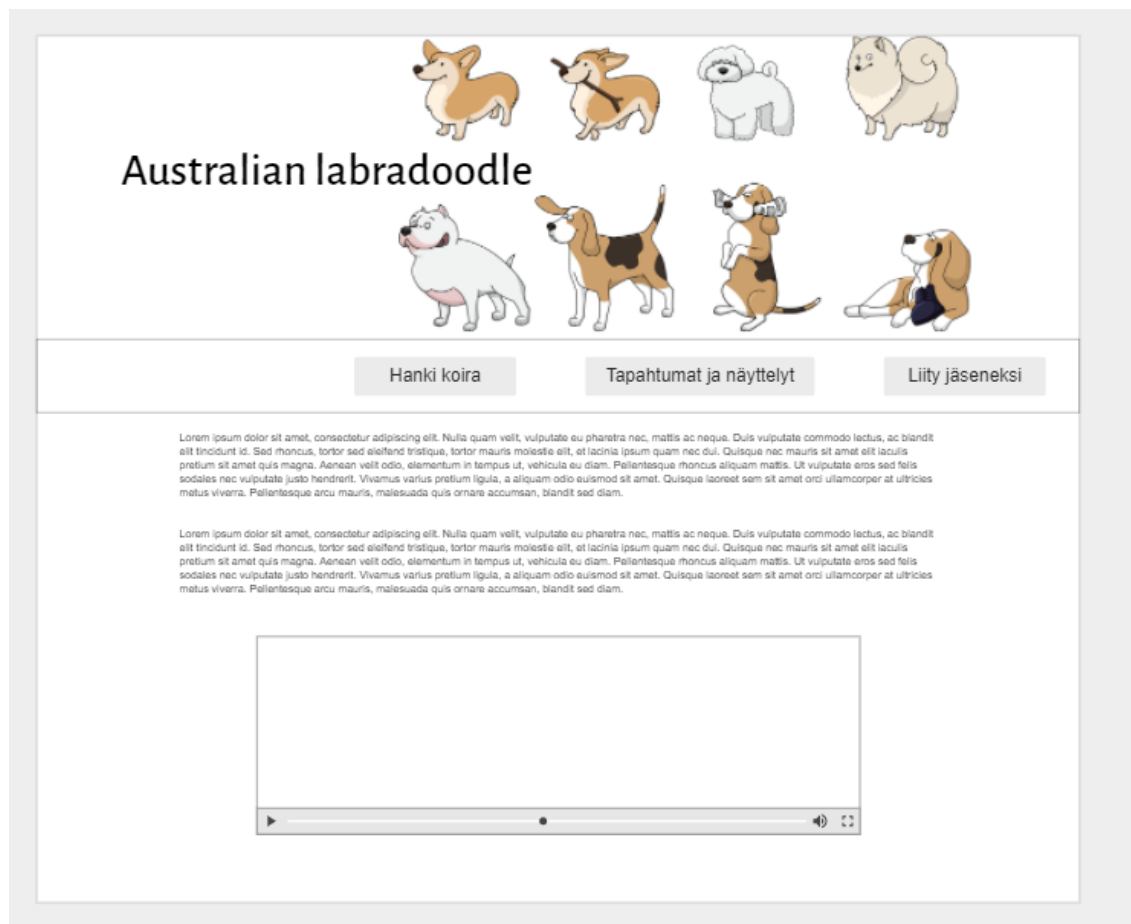 Australian labradoodle
Hanki koira
Tapahtumat ja näyttelyt
Liity jäseneksi
Lorem ipsum dolor sit amet, consectetur adipiscing elit. Nulla quam velit, vulputate eu pharetra nec, mattis ac neque. Duis vulputate commodo lectus, ac blandit
elit tincidunt id. Sed rhoncus, tortor sed eleifend tristique, tortor mauris molestie elit, et lacinia ipsum quam nec dui. Quisque nec mauris sit amet elit iaculis
pretium sit amet quis magna. Aenean velit odio, elementum in tempus ut, vehicula eu diam. Pellentesque rhoncus aliquam mattis. Ut vulputate eros sed felis
sodales nec vulputate justo hendrerit. Vivamus varius pretium ligula, a aliquam odio euismod sit amet. Quisque laoreet sem sit amet orci ullamcorper at ultricies
metus viverra. Pellentesque arcu mauris, malesuada quis ornare accumsan, blandit sed diam.
Lorem ipsum dolor sit amet, consectetur adipiscing elit. Nulla quam velit, vulputate eu pharetra nec, mattis ac neque. Duis vulputate commodo lectus, ac blandit
elit tincidunt id. Sed rhoncus, tortor sed eleifend tristique, tortor mauris molestie elit, et lacinia ipsum quam nec dui. Quisque nec mauris sit amet elit iaculis
pretium sit amet quis magna. Aenean velit odio, elementum in tempus ut, vehicula eu diam. Pellentesque rhoncus aliquam mattis. Ut vulputate eros sed felis
sodales nec vulputate justo hendrerit. Vivamus varius pretium ligula, a aliquam odio euismod sit amet. Quisque laoreet sem sit amet orci ullamcorper at ultricies
metus viverra. Pellentesque arcu mauris, malesuada quis ornare accumsan, blandit sed diam.